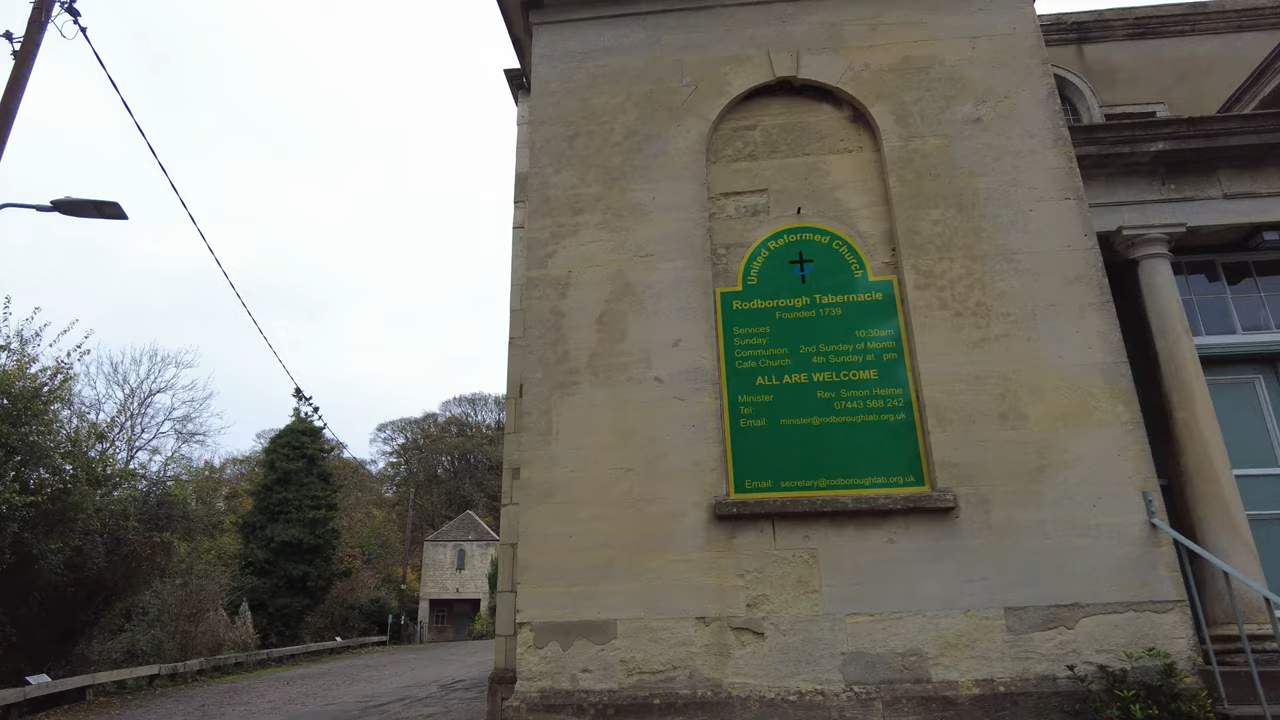 United Reformed Church
Rodborough Tabernacle
Founded 1739
Services
Sunday: 10:30am
Communion: 2nd Sunday of Month
Cafe Church: 4th Sunday at pm
ALL ARE WELCOME
Minister Rev. Simon Helme
Tel: 07443 568 242
Email: minister@rodboroughtab.org.uk
Email: secretary@rodboroughtab.org.uk